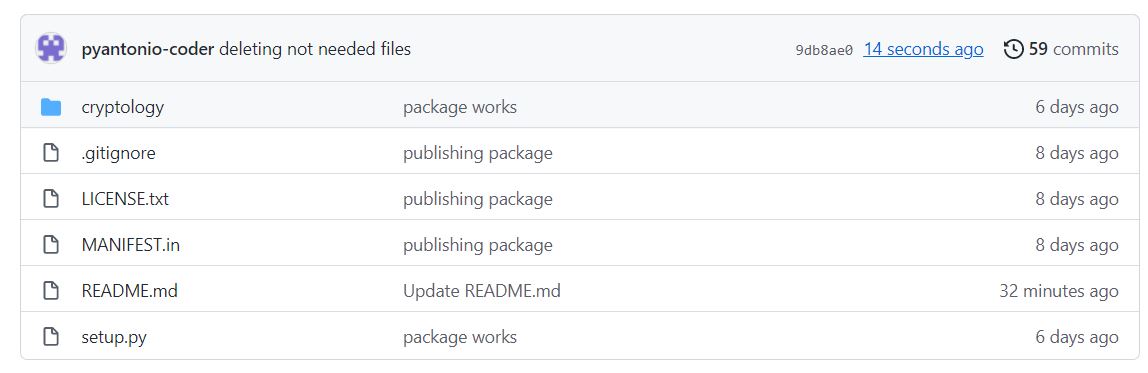 pyantonio-coder deleting not needed files 9db8ae0 14 seconds ago 59 commits
cryptology package works 6 days ago
.gitignore publishing package 8 days ago
LICENSE.txt publishing package 8 days ago
MANIFEST.in publishing package 8 days ago
README.md Update README.md 32 minutes ago
setup.py package works 6 days ago